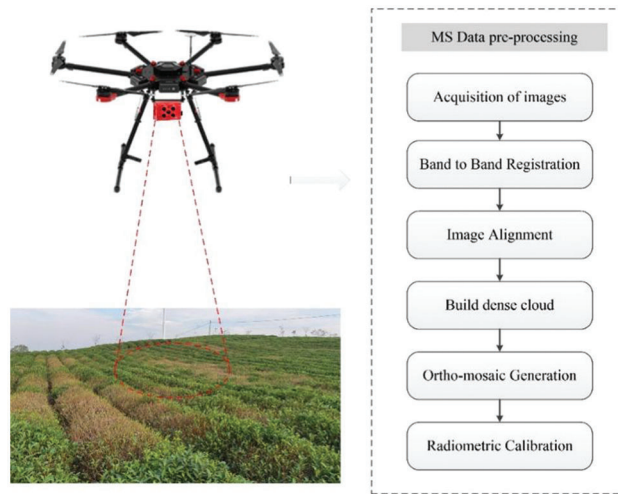 MS Data pre-processing
Acquisition of images
Band to Band Registration
Image Alignment
Build dense cloud
Ortho-mosaic Generation
Radiometric Calibration